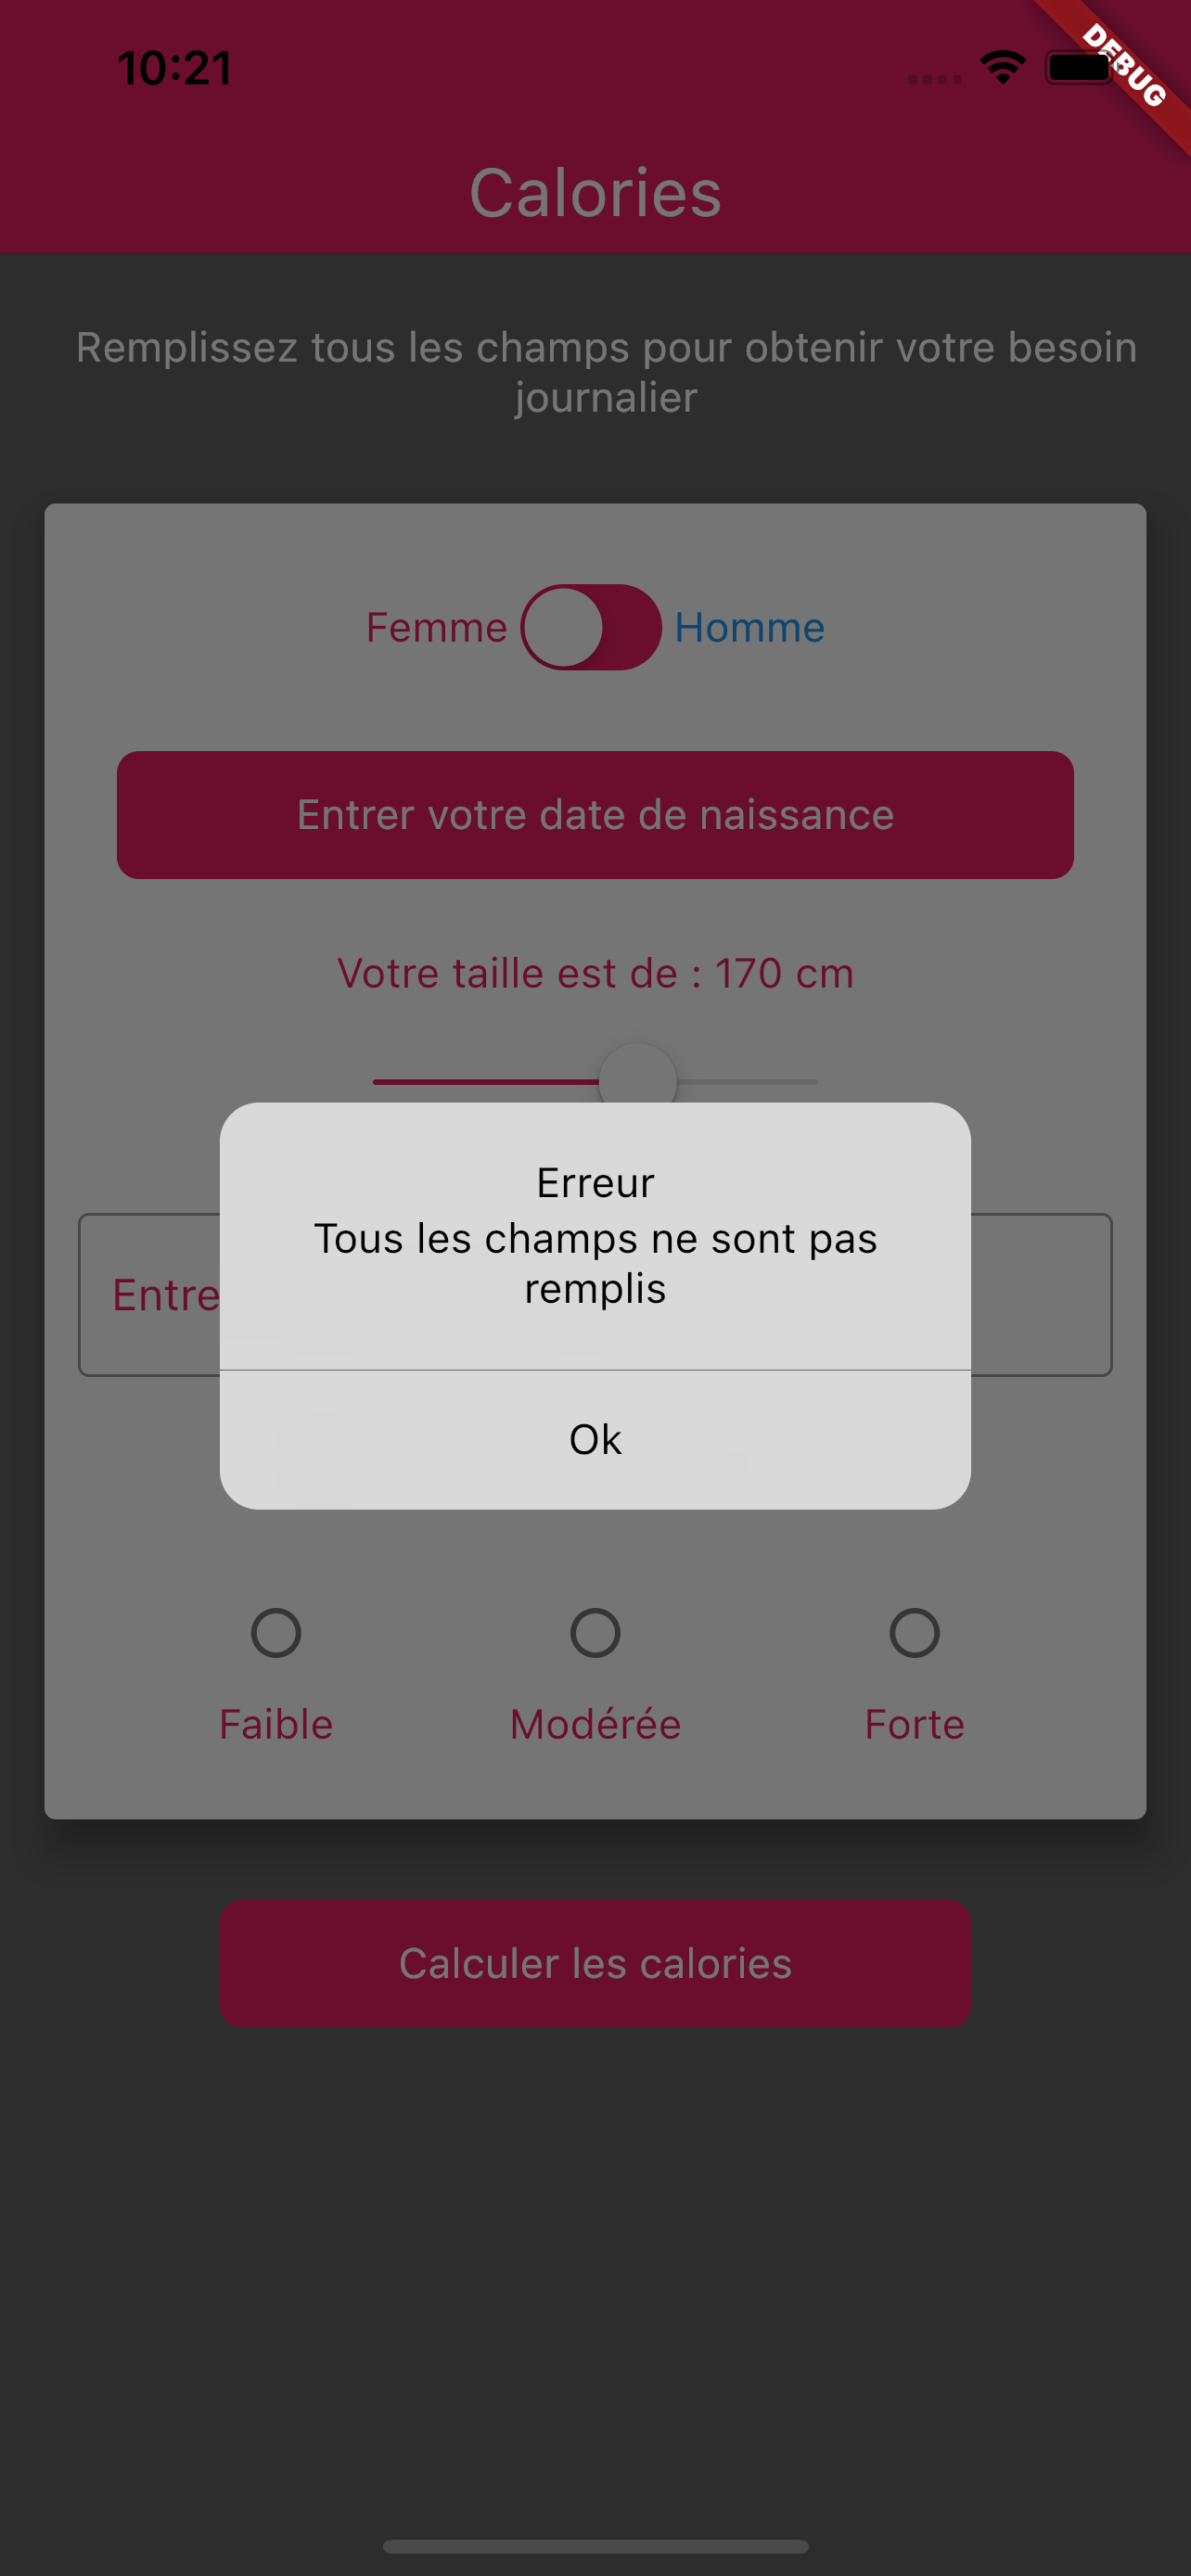 10:21
DEBUG
Calories
Remplissez tous les champs pour obtenir votre besoin
journalier
Femme
Homme
Entrer votre date de naissance
Votre taille est de : 170 cm
Erreur
Tous les champs ne sont pas
remplis
Entre
Ok
Faible
Modérée
Forte
Calculer les calories